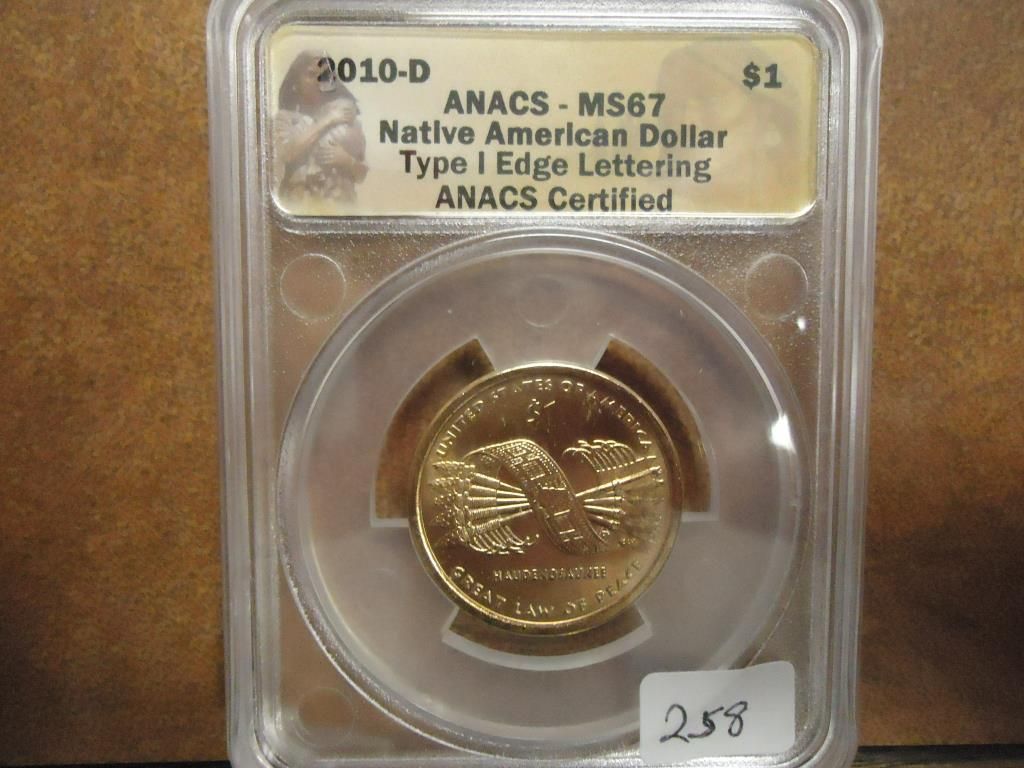 2010-D $1
ANACS - MS67
Native American Dollar
Type I Edge Lettering
ANACS Certified
UNITED STATES OF AMERICA
$1
HAUDENOSAUNEE
GREAT LAW OF PEACE
258